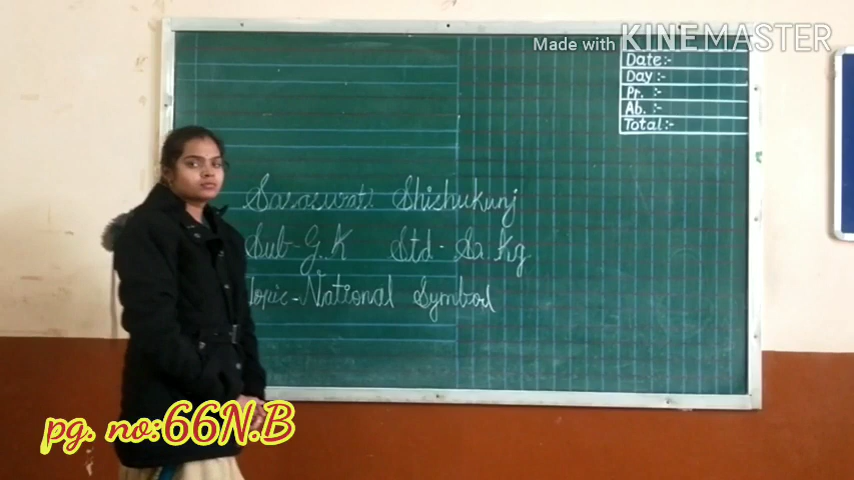 Made with KINEMASTER
Date:-
Day:-
Pr. :-
Ab. :-
Total:-
Saraswati Shishukunj
Sub-G.K Std-Sr.Kg
Topic-National Symbol
pg. no:66N.B